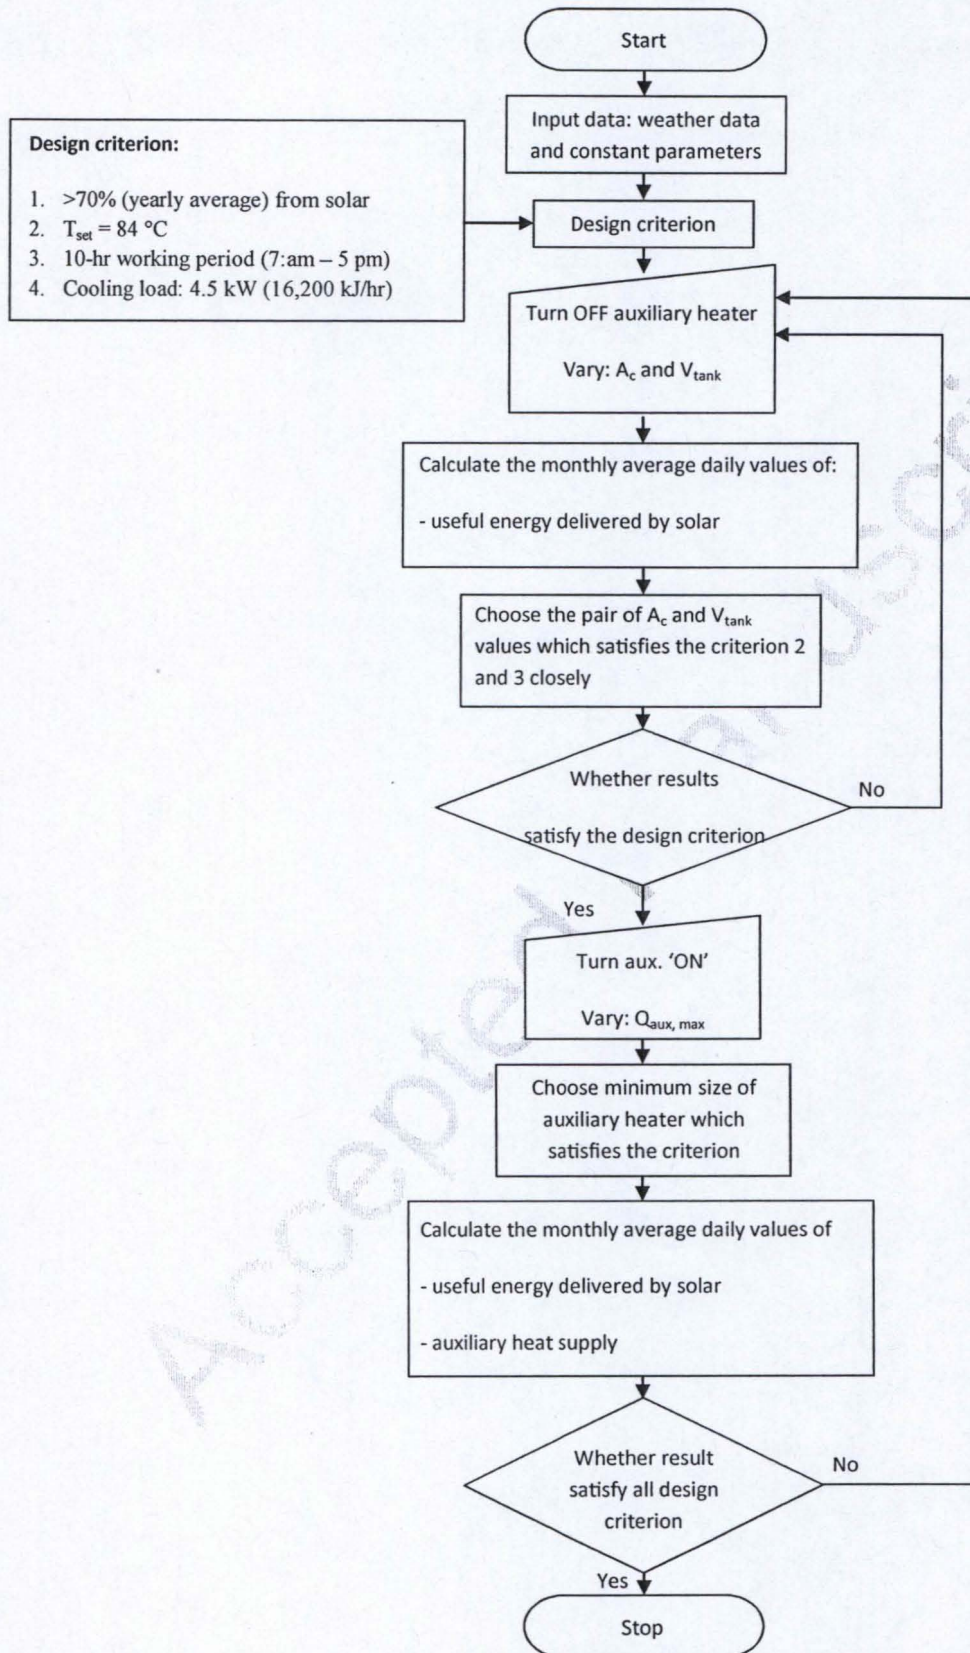 Start
Input data: weather data
and constant parameters
Design criterion:
1. >70% (yearly average) from solar
2. Tset = 84 °C
3. 10-hr working period (7:am – 5 pm)
4. Cooling load: 4.5 kW (16,200 kJ/hr)
Design criterion
Turn OFF auxiliary heater
Vary: Ac and Vtank
Calculate the monthly average daily values of:
- useful energy delivered by solar
Choose the pair of Ac and Vtank
values which satisfies the criterion 2
and 3 closely
Whether results
satisfy the design criterion
No
Yes
Turn aux. ‘ON’
Vary: Qaux, max
Choose minimum size of
auxiliary heater which
satisfies the criterion
Calculate the monthly average daily values of
- useful energy delivered by solar
- auxiliary heat supply
Whether result
satisfy all design
criterion
No
Yes
Stop
Accepted